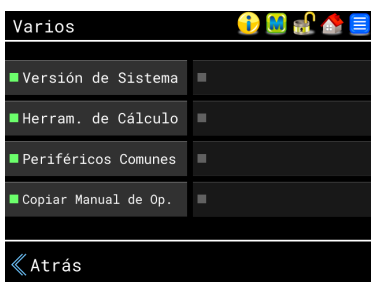 Varios
i
M
Versión de Sistema
Herram. de Cálculo
Periféricos Comunes
Copiar Manual de Op.
Atrás